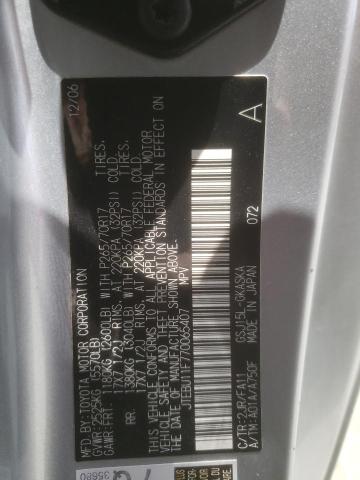 MFD.BY:TOYOTA MOTOR CORPORATION 12/06
GVWR:2525KG (5570LB)
GAWR:FRT. 1180KG (2600LB) WITH P265/70R17 TIRES.
17X7 1/2J RIMS. AT 220KPA (32PSI) COLD.
RR. 1380KG (3040LB) WITH P265/70R17 TIRES.
17X7 1/2J RIMS. AT 220KPA (32PSI) COLD.
THIS VEHICLE CONFORMS TO ALL APPLICABLE FEDERAL MOTOR
VEHICLE SAFETY, BUMPER, AND THEFT PREVENTION
STANDARDS IN EFFECT ON THE DATE OF
MANUFACTURE SHOWN ABOVE.
JTEBU11F770065407
MPV
072 A
C/TR:2JR/FA11 GSJ15L-GKASKA
A/TM:A01A/A750F MADE IN JAPAN
35680